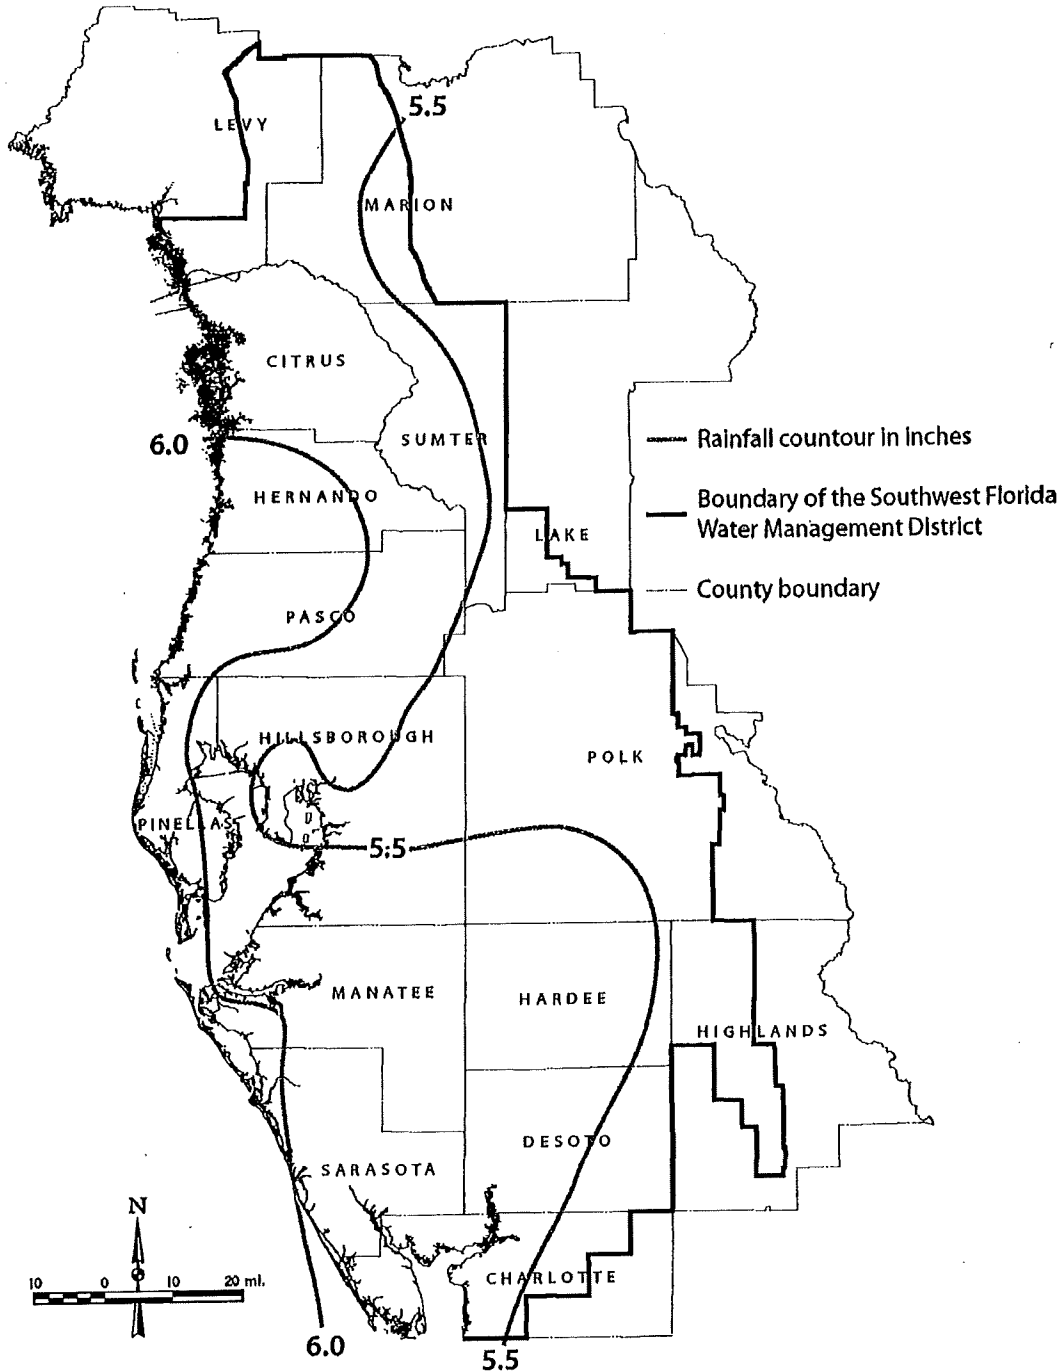 5.5
LEVY
MARION
CITRUS
6.0
SUMTER
Rainfall countour in inches
HERNANDO
Boundary of the Southwest Florida
Water Management District
LAKE
County boundary
PASCO
HILLSBOROUGH
POLK
PINELLAS
5.5
MANATEE
HARDEE
HIGHLANDS
DESOTO
SARASOTA
N
CHARLOTTE
10 0 10 20 mi.
6.0
5.5